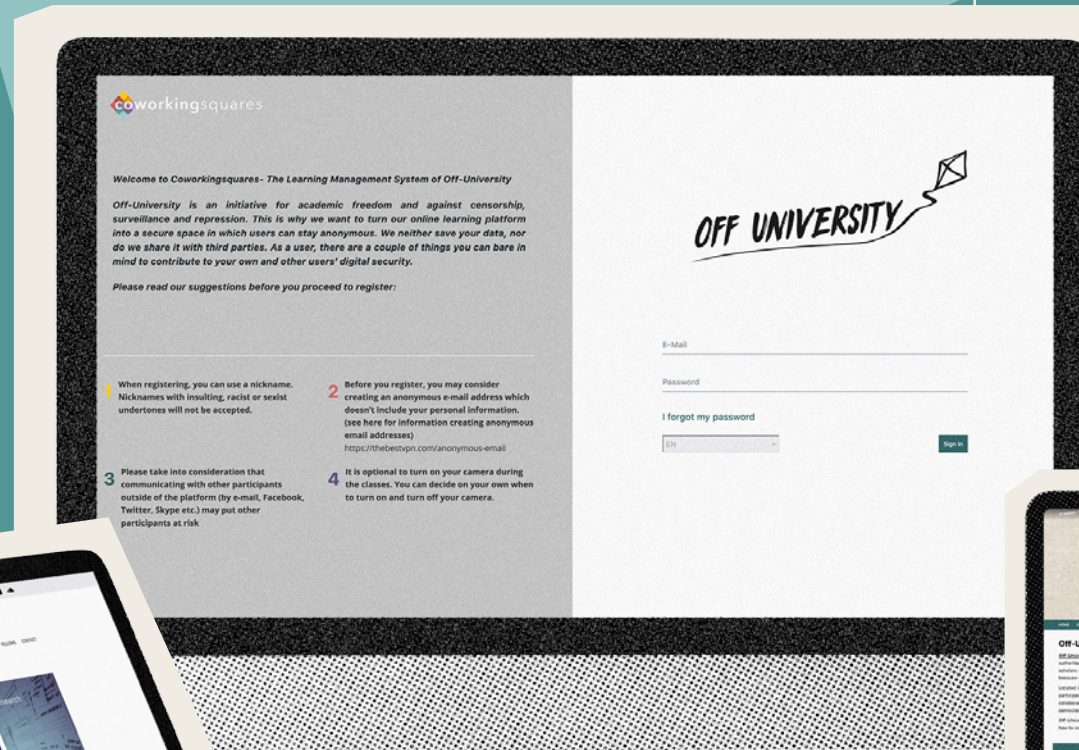 coworkingsquares
Welcome to Coworkingsquares- The Learning Management System of Off-University
Off-University is an initiative for academic freedom and against censorship,
surveillance and repression. This is why we want to turn our online learning platform
into a secure space in which users can stay anonymous. We neither save your data, nor
do we share it with third parties. As a user, there are a couple of things you can bare in
mind to contribute to your own and other users' digital security.
Please read our suggestions before you proceed to register:
1 When registering, you can use a nickname.
Nicknames with insulting, racist or sexist
undertones will not be accepted.
2 Before you register, you may consider
creating an anonymous e-mail address which
doesn't include your personal information.
(see here for information creating anonymous
email addresses)
https://thebestvpn.com/anonymous-email
3 Please take into consideration that
communicating with other participants
outside of the platform (by e-mail, Facebook,
Twitter, Skype etc.) may put other
participants at risk
4 It is optional to turn on your camera during
the classes. You can decide on your own when
to turn on and turn off your camera.
OFF UNIVERSITY
E-Mail
Password
I forgot my password
EN
Sign In
CONTACT
HOME
Off-U